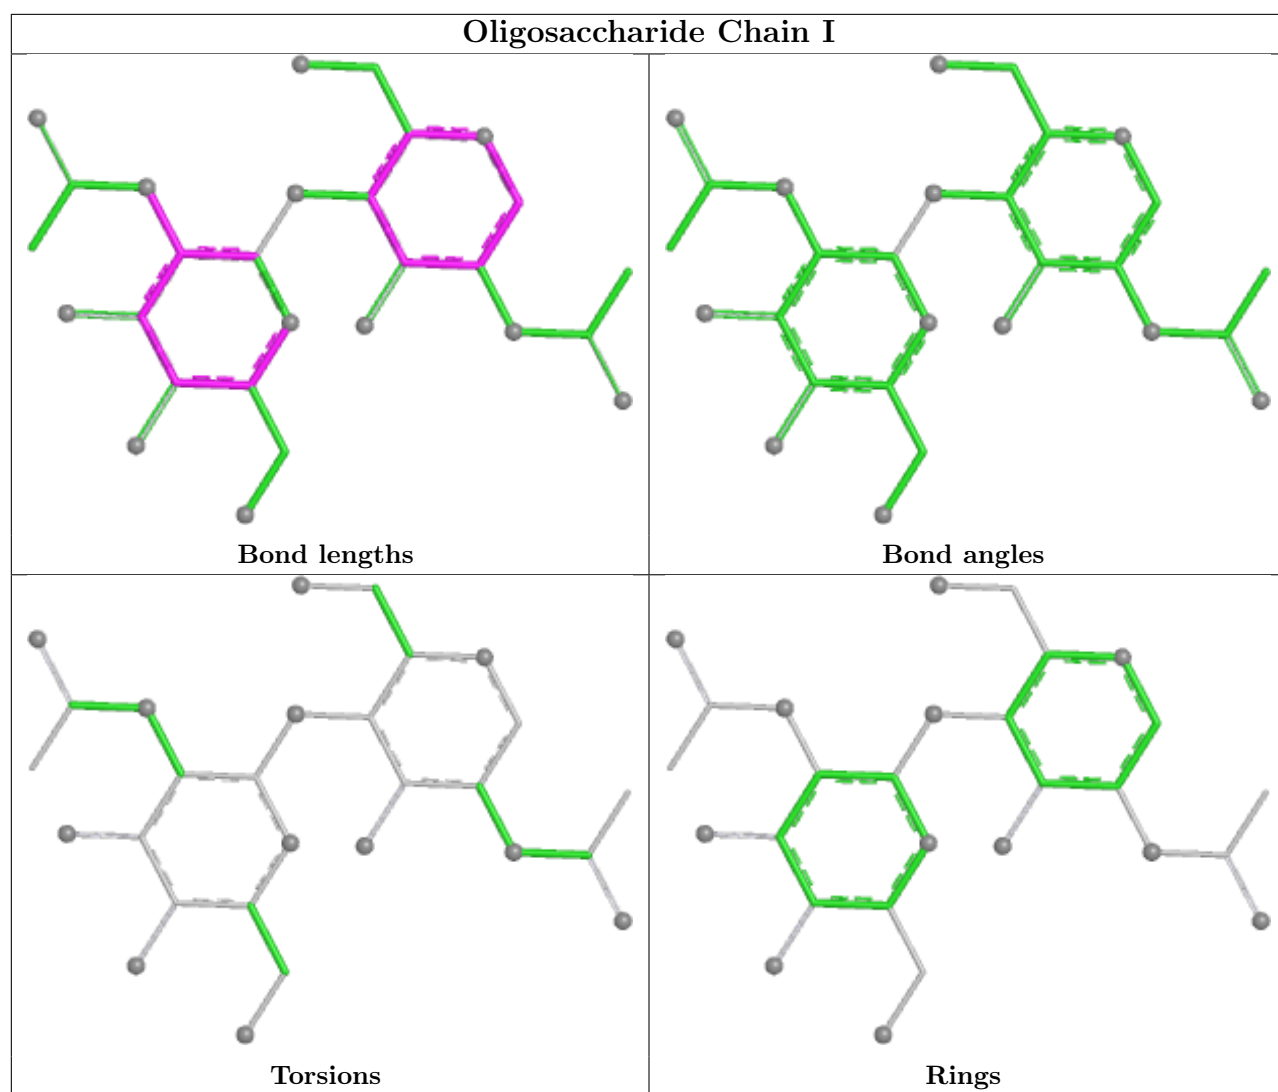 Oligosaccharide Chain I
Bond lengths
Bond angles
Torsions
Rings